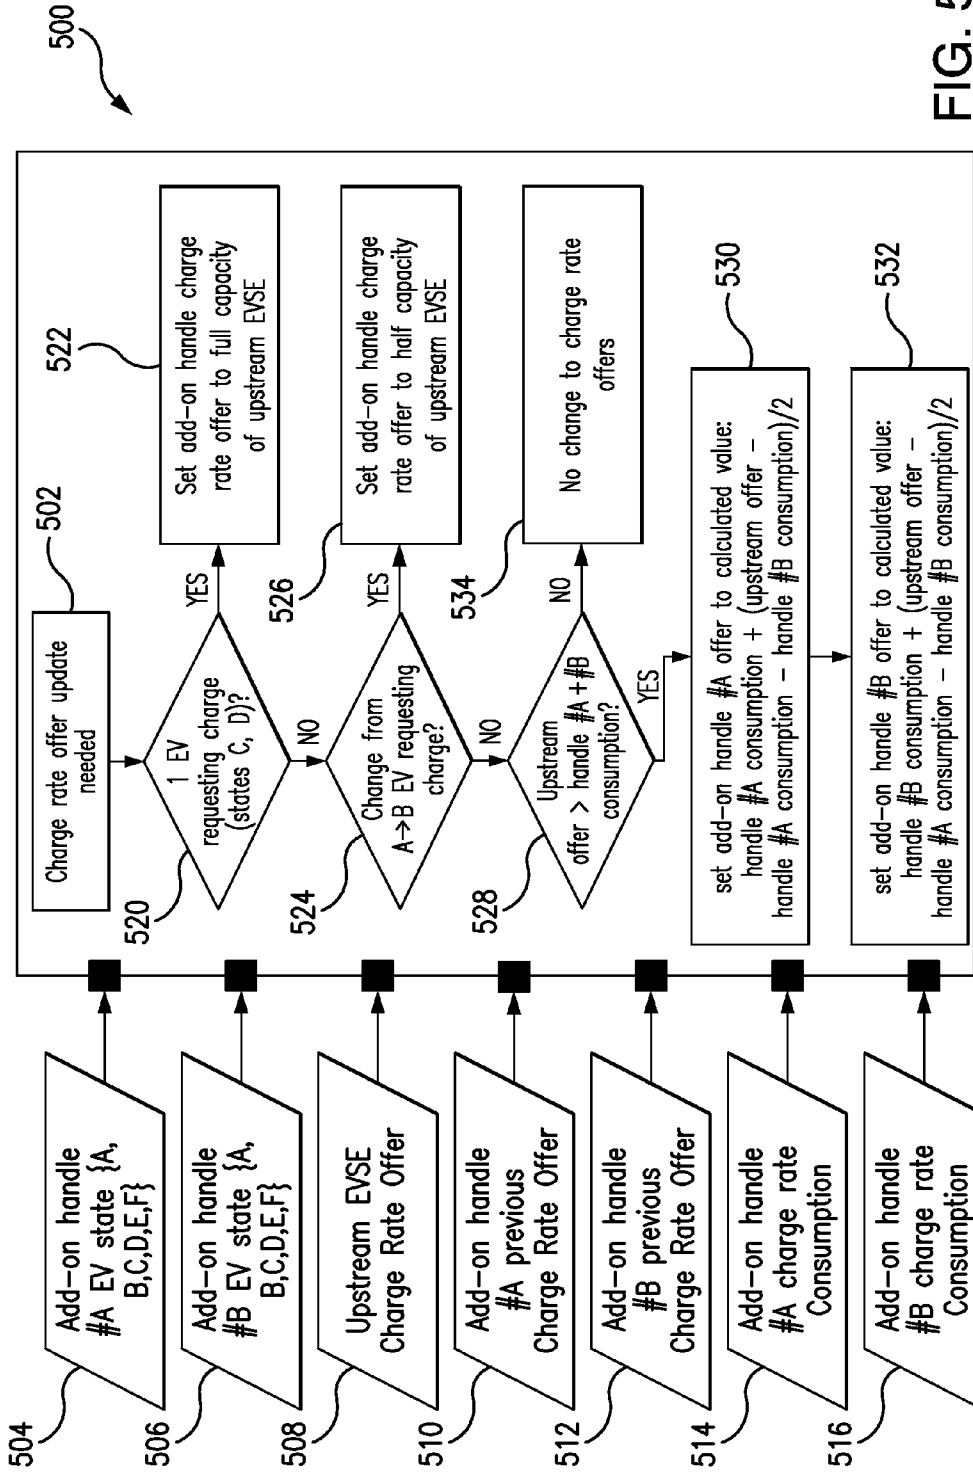 500
502
Charge rate offer update
needed
520
1 EV
requesting charge
(states C, D)?
YES
522
Set add-on handle charge
rate offer to full capacity
of upstream EVSE
NO
524
Change from
A→B EV requesting
charge?
YES
526
Set add-on handle charge
rate offer to half capacity
of upstream EVSE
NO
528
Upstream
offer > handle #A + #B
consumption?
NO
534
No change to charge rate
offers
YES
530
set add-on handle #A offer to calculated value:
handle #A consumption + (upstream offer -
handle #A consumption - handle #B consumption)/2
532
set add-on handle #B offer to calculated value:
handle #B consumption + (upstream offer -
handle #A consumption - handle #B consumption)/2
504
Add-on handle
#A EV state {A,
B,C,D,E,F}
506
Add-on handle
#B EV state {A,
B,C,D,E,F}
508
Upstream EVSE
Charge Rate Offer
510
Add-on handle
#A previous
Charge Rate Offer
512
Add-on handle
#B previous
Charge Rate Offer
514
Add-on handle
#A charge rate
Consumption
516
Add-on handle
#B charge rate
Consumption
FIG. 5